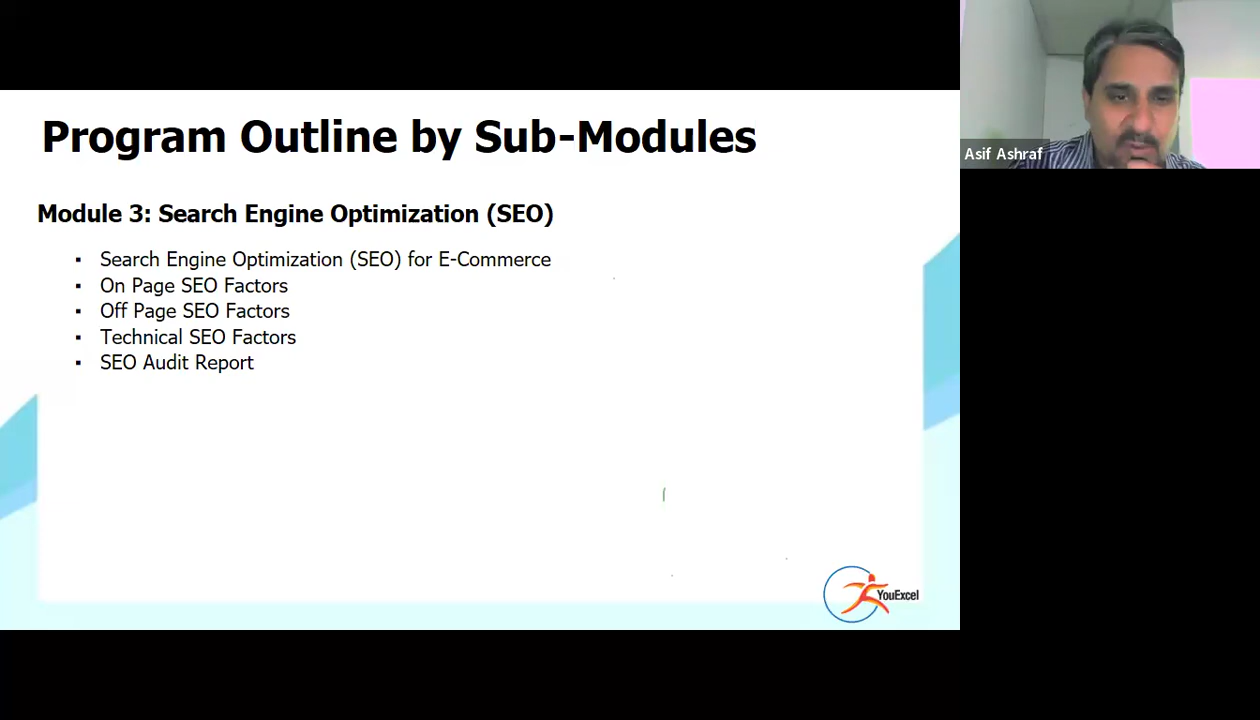 Program Outline by Sub-Modules
Module 3: Search Engine Optimization (SEO)
▪ Search Engine Optimization (SEO) for E-Commerce
▪ On Page SEO Factors
▪ Off Page SEO Factors
▪ Technical SEO Factors
▪ SEO Audit Report
YouExcel
Asif Ashraf